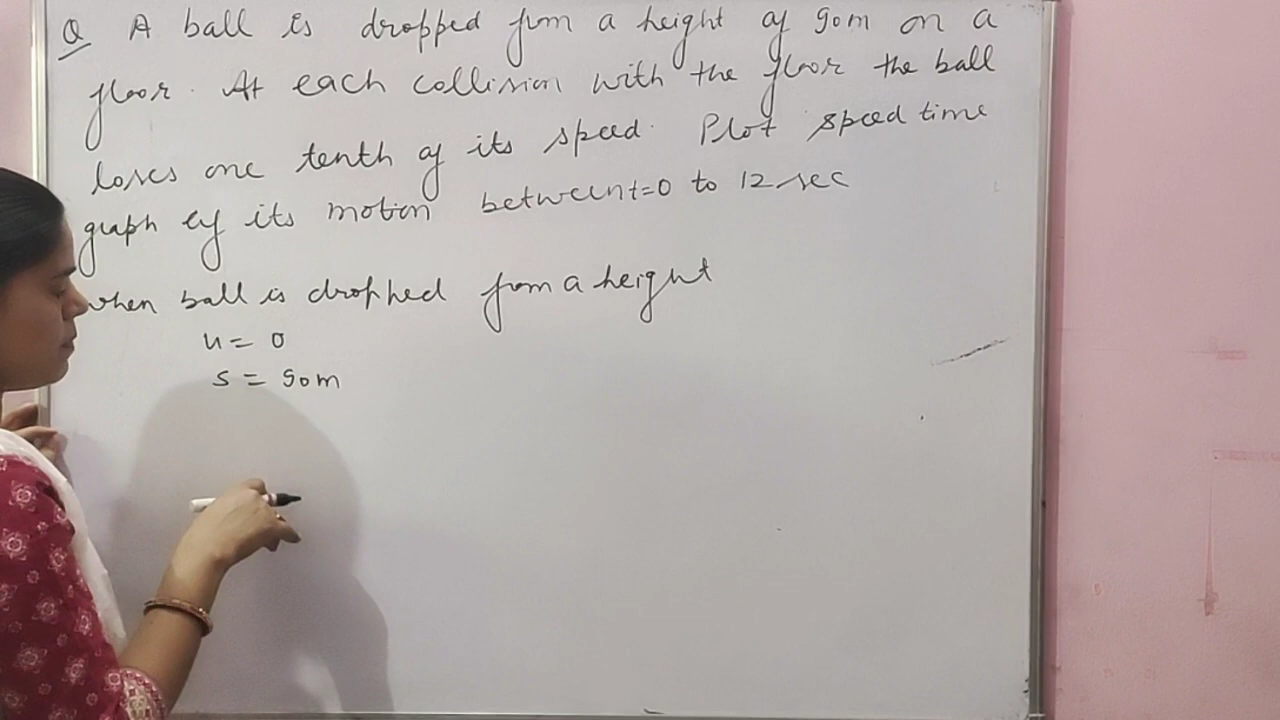 Q A ball is dropped from a height of 90m on a
floor. At each collision with the floor the ball
loses one tenth of its speed. Plot speed time
graph of its motion between t=0 to 12 sec
when ball is dropped from a height
u = 0
s = 90m